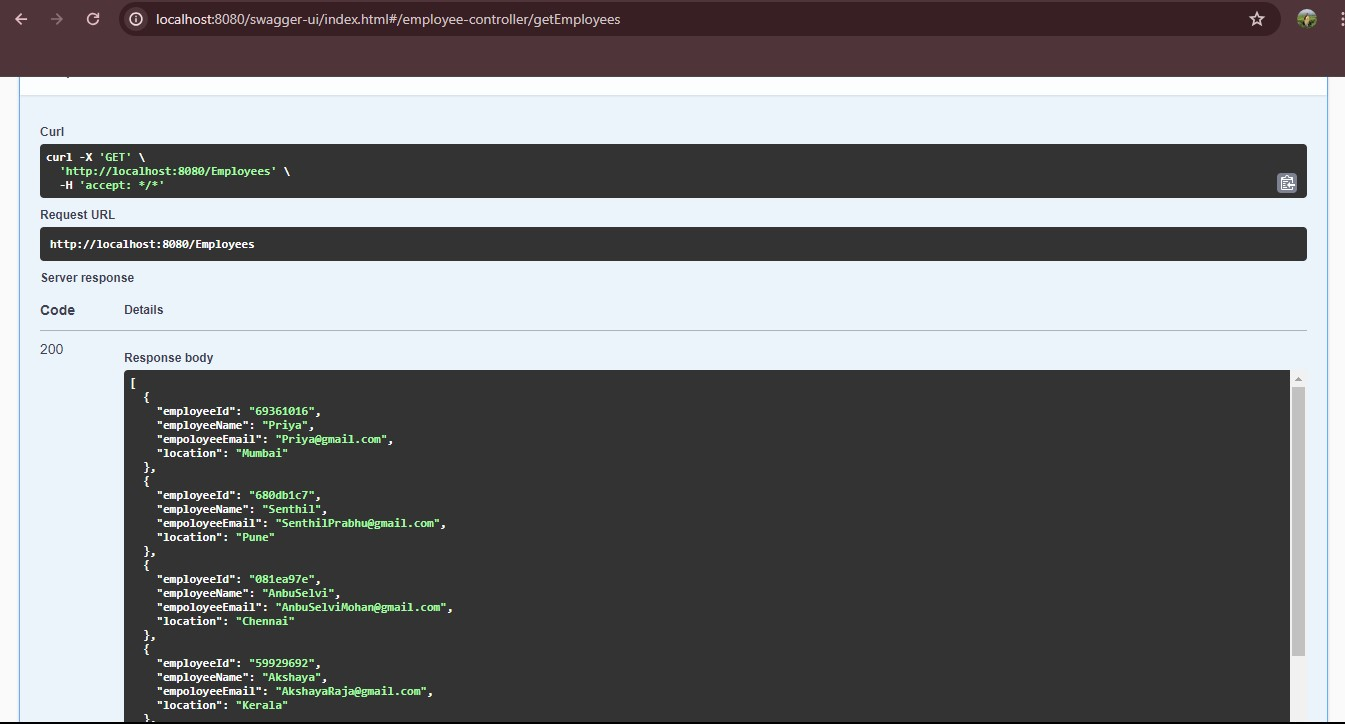 localhost:8080/swagger-ui/index.html#/employee-controller/getEmployees
Curl
curl -X 'GET' \
  'http://localhost:8080/Employees' \
  -H 'accept: */*'
Request URL
http://localhost:8080/Employees
Server response
Code Details
200
Response body
[
  {
    "employeeId": "69361016",
    "employeeName": "Priya",
    "empoloyeeEmail": "Priya@gmail.com",
    "location": "Mumbai"
  },
  {
    "employeeId": "680db1c7",
    "employeeName": "Senthil",
    "empoloyeeEmail": "SenthilPrabhu@gmail.com",
    "location": "Pune"
  },
  {
    "employeeId": "081ea97e",
    "employeeName": "AnbuSelvi",
    "empoloyeeEmail": "AnbuSelviMohan@gmail.com",
    "location": "Chennai"
  },
  {
    "employeeId": "59929692",
    "employeeName": "Akshaya",
    "empoloyeeEmail": "AkshayaRaja@gmail.com",
    "location": "Kerala"
  },